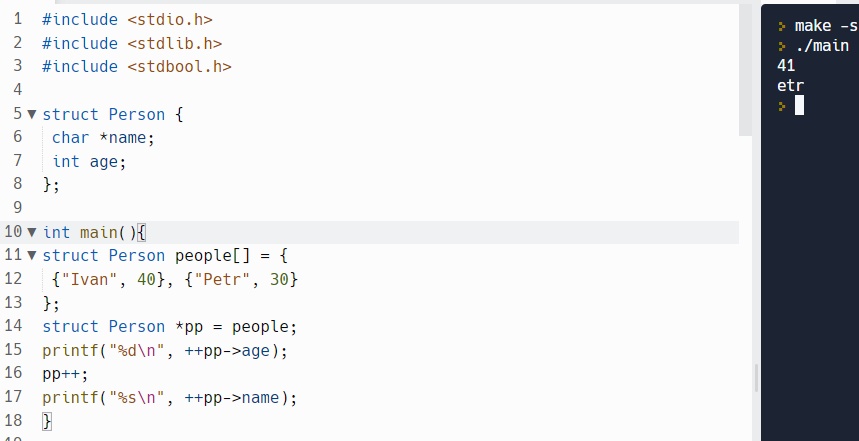 1 #include <stdio.h>
2 #include <stdlib.h>
3 #include <stdbool.h>
4
5 ▼ struct Person {
6  char *name;
7  int age;
8 };
9
10 ▼ int main(){
11 ▼ struct Person people[] = {
12  {"Ivan", 40}, {"Petr", 30}
13 };
14 struct Person *pp = people;
15 printf("%d\n", ++pp->age);
16 pp++;
17 printf("%s\n", ++pp->name);
18 }
> make -s
> ./main
41
etr
>